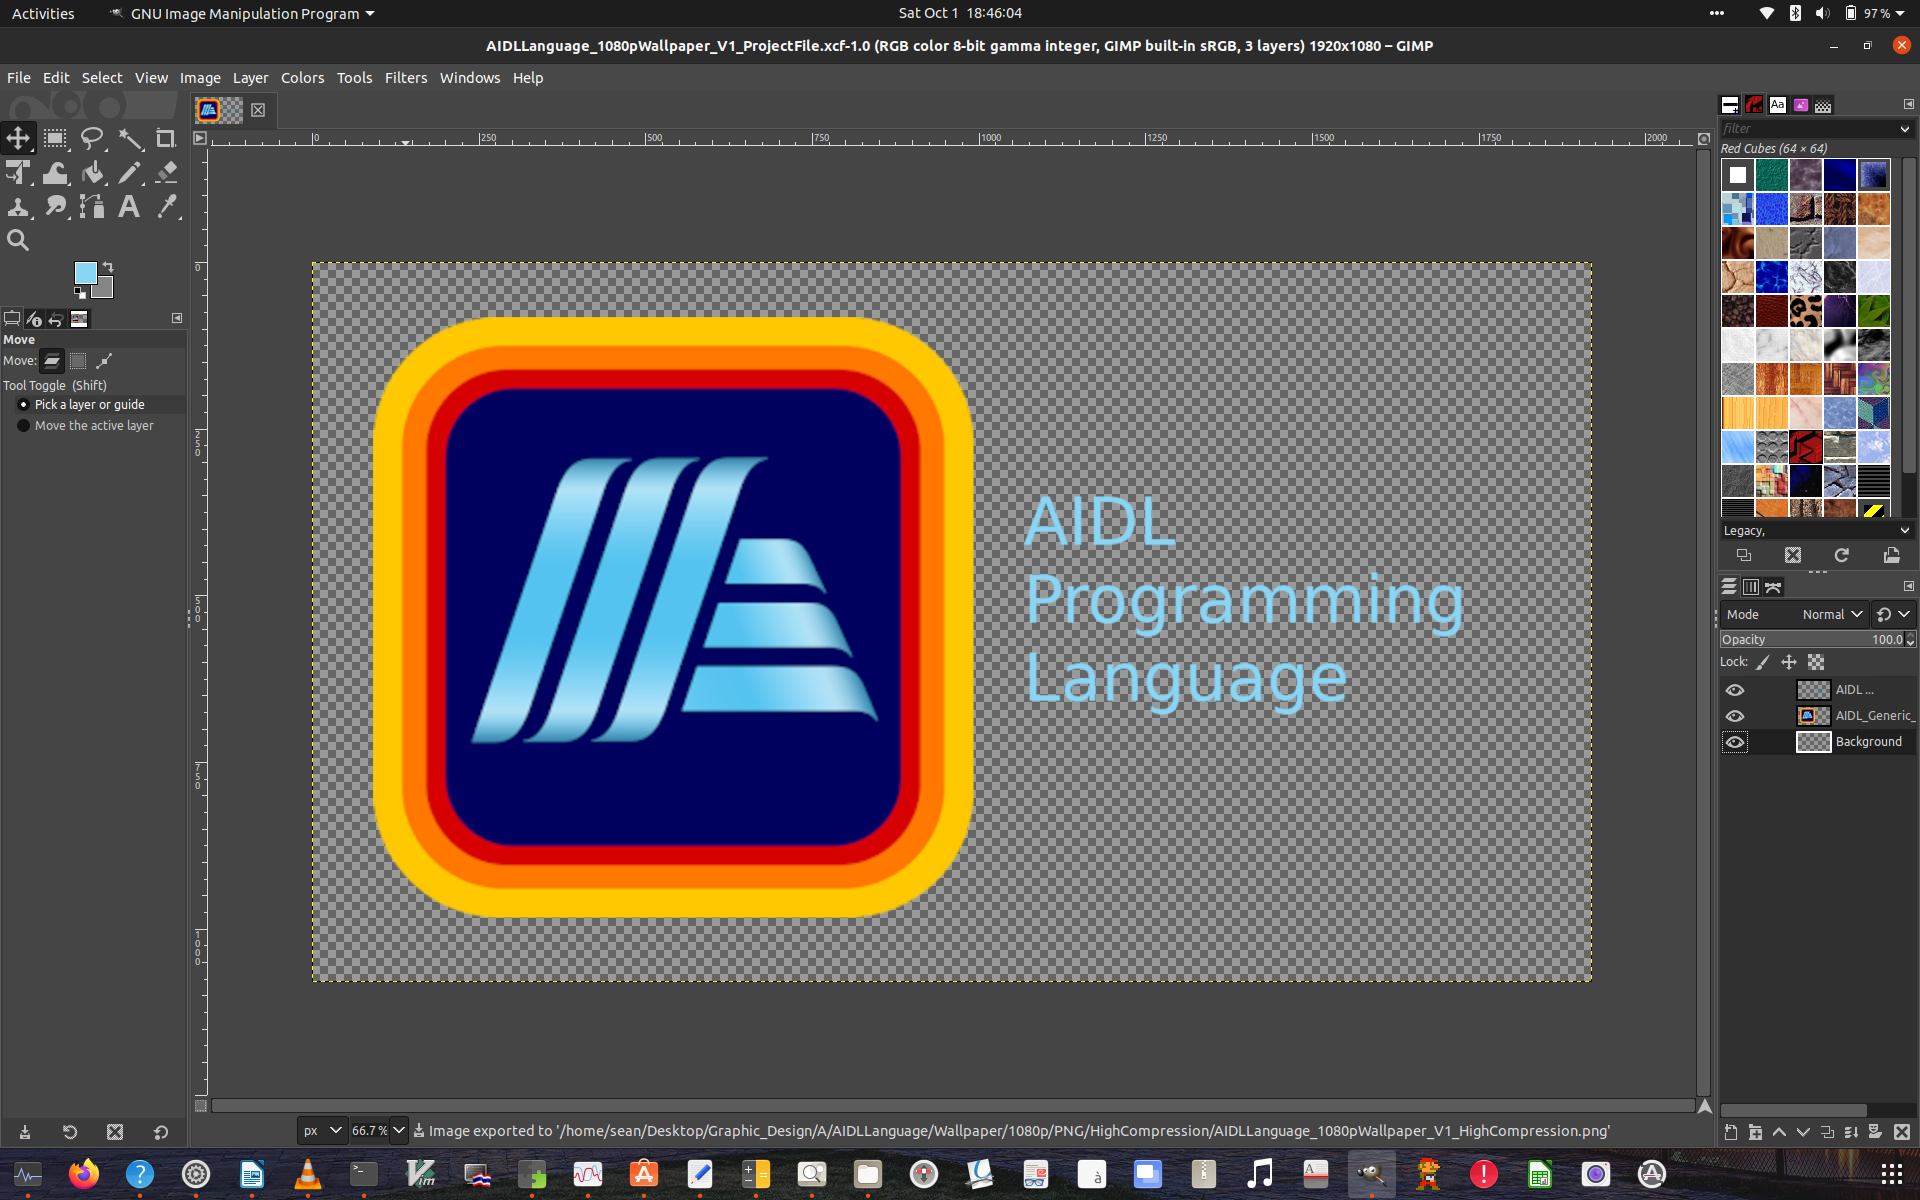 Activities
GNU Image Manipulation Program
Sat Oct 1 18:46:04
97 %
AIDLLanguage_1080pWallpaper_V1_ProjectFile.xcf-1.0 (RGB color 8-bit gamma integer, GIMP built-in sRGB, 3 layers) 1920x1080 – GIMP
File Edit Select View Image Layer Colors Tools Filters Windows Help
0 250 500 750 1000 1250 1500 1750 2000
filter
Red Cubes (64 × 64)
0
250
500
750
1000
Move
Move:
Tool Toggle (Shift)
Pick a layer or guide
Move the active layer
AIDL
Programming
Language
Legacy,
Mode Normal
Opacity 100.0
Lock:
AIDL ...
AIDL_Generic_
Background
px 66.7 % Image exported to '/home/sean/Desktop/Graphic_Design/A/AIDLLanguage/Wallpaper/1080p/PNG/HighCompression/AIDLLanguage_1080pWallpaper_V1_HighCompression.png'